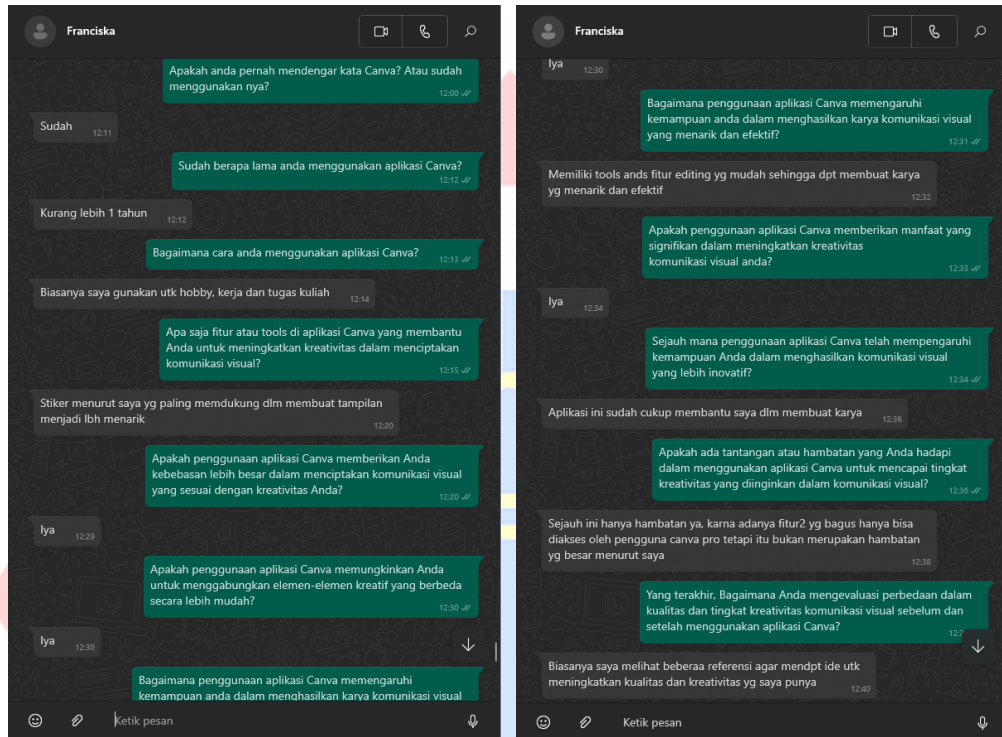 Franciska
Apakah anda pernah mendengar kata Canva? Atau sudah
menggunakan nya?
12:00
Sudah
12:11
Sudah berapa lama anda menggunakan aplikasi Canva?
12:12
Kurang lebih 1 tahun
12:12
Bagaimana cara anda menggunakan aplikasi Canva?
12:13
Biasanya saya gunakan utk hobby, kerja dan tugas kuliah
12:14
Apa saja fitur atau tools di aplikasi Canva yang membantu
Anda untuk meningkatkan kreativitas dalam menciptakan
komunikasi visual?
12:15
Stiker menurut saya yg paling memdukung dlm membuat tampilan
menjadi lbh menarik
12:20
Apakah penggunaan aplikasi Canva memberikan Anda
kebebasan lebih besar dalam menciptakan komunikasi visual
yang sesuai dengan kreativitas Anda?
12:20
Iya
12:29
Apakah penggunaan aplikasi Canva memungkinkan Anda
untuk menggabungkan elemen-elemen kreatif yang berbeda
secara lebih mudah?
12:30
Iya
12:30
Bagaimana penggunaan aplikasi Canva memengaruhi
kemampuan anda dalam menghasilkan karya komunikasi visual
Ketik pesan
Franciska
Iya
12:30
Bagaimana penggunaan aplikasi Canva memengaruhi
kemampuan anda dalam menghasilkan karya komunikasi visual
yang menarik dan efektif?
12:31
Memiliki tools ands fitur editing yg mudah sehingga dpt membuat karya
yg menarik dan efektif
12:32
Apakah penggunaan aplikasi Canva memberikan manfaat yang
signifikan dalam meningkatkan kreativitas
komunikasi visual anda?
12:33
Iya
12:34
Sejauh mana penggunaan aplikasi Canva telah mempengaruhi
kemampuan Anda dalam menghasilkan komunikasi visual
yang lebih inovatif?
12:34
Aplikasi ini sudah cukup membantu saya dlm membuat karya
12:36
Apakah ada tantangan atau hambatan yang Anda hadapi
dalam menggunakan aplikasi Canva untuk mencapai tingkat
kreativitas yang diinginkan dalam komunikasi visual?
12:36
Sejauh ini hanya hambatan ya, karna adanya fitur2 yg bagus hanya bisa
diakses oleh pengguna canva pro tetapi itu bukan merupakan hambatan
yg besar menurut saya
12:38
Yang terakhir, Bagaimana Anda mengevaluasi perbedaan dalam
kualitas dan tingkat kreativitas komunikasi visual sebelum dan
setelah menggunakan aplikasi Canva?
Biasanya saya melihat beberaa referensi agar mendpt ide utk
meningkatkan kualitas dan kreativitas yg saya punya
12:40
Ketik pesan